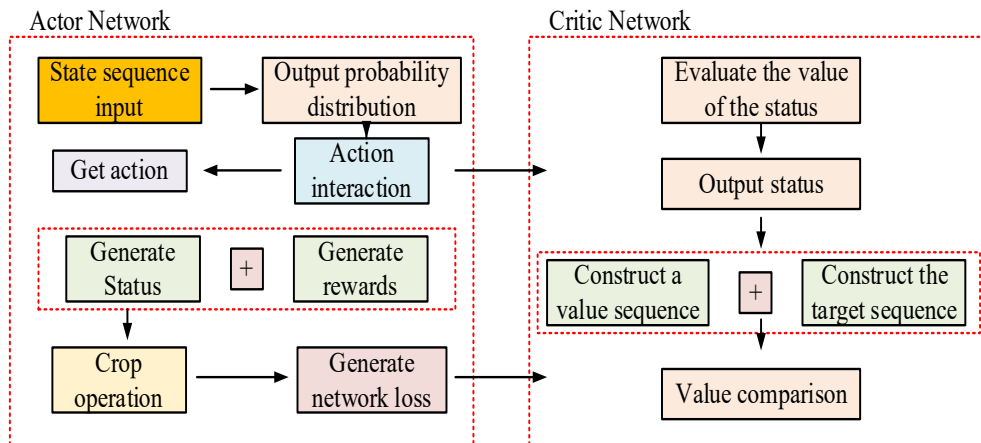 Actor Network
State sequence
input
Output probability
distribution
Get action
Action
interaction
Generate
Status
+
Generate
rewards
Crop
operation
Generate
network loss
Critic Network
Evaluate the value
of the status
Output status
Construct a
value sequence
+
Construct the
target sequence
Value comparison